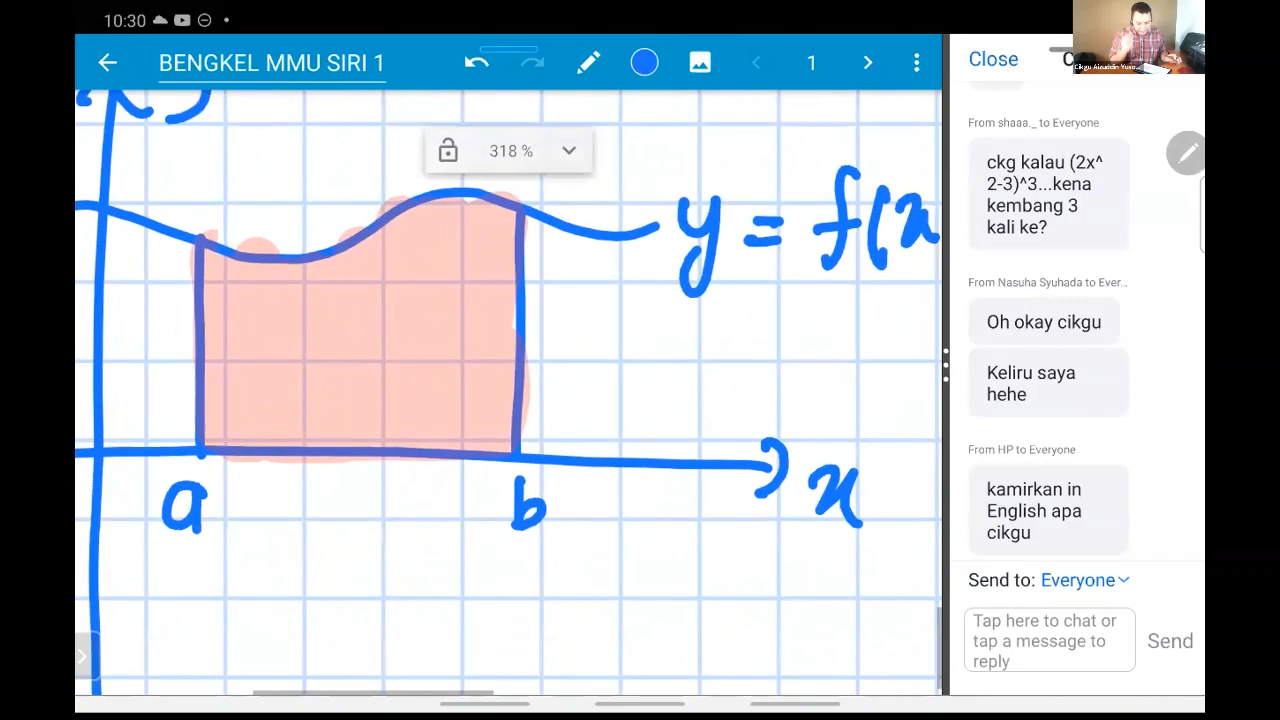 10:30
BENGKEL MMU SIRI 1
1
318 %
y = f(x
a
b
x
Close
From shaaa._ to Everyone
ckg kalau (2x^
2-3)^3...kena
kembang 3
kali ke?
From Nasuha Syuhada to Ever...
Oh okay cikgu
Keliru saya
hehe
From HP to Everyone
kamirkan in
English apa
cikgu
Send to: Everyone
Tap here to chat or
tap a message to
reply
Send